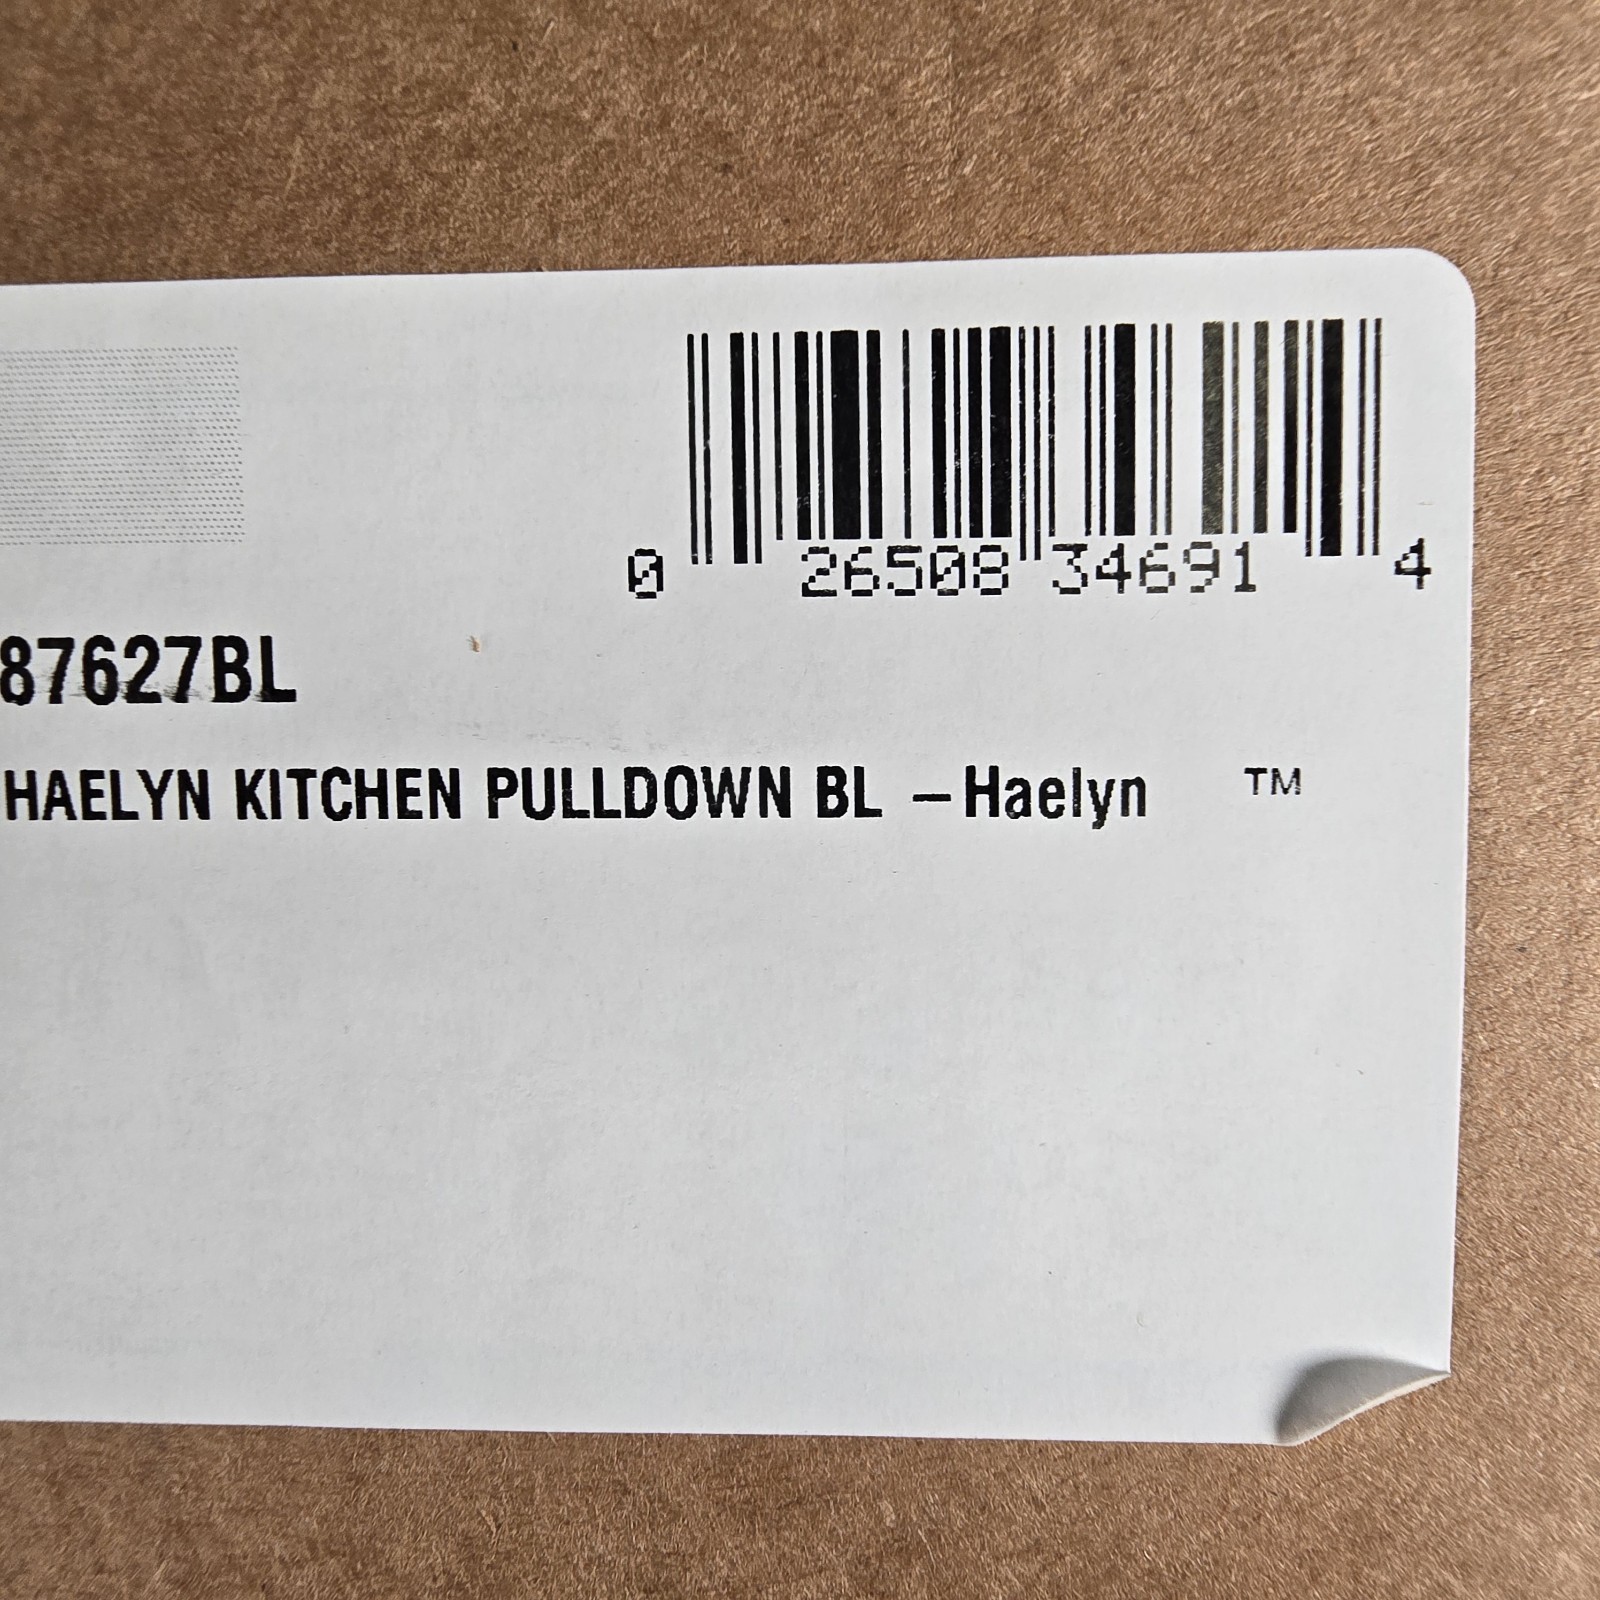 0 26508 34691 4
87627BL
HAELYN KITCHEN PULLDOWN BL –Haelyn ™